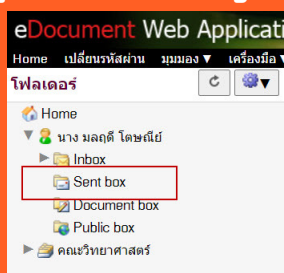 eDocument Web Applicati
Home เปลี่ยนรหัสผ่าน มุมมอง ▼ เครื่องมือ ▼
โฟลเดอร์
Home
นาง มลฤดี โตษณีย์
Inbox
Sent box
Document box
Public box
คณะวิทยาศาสตร์